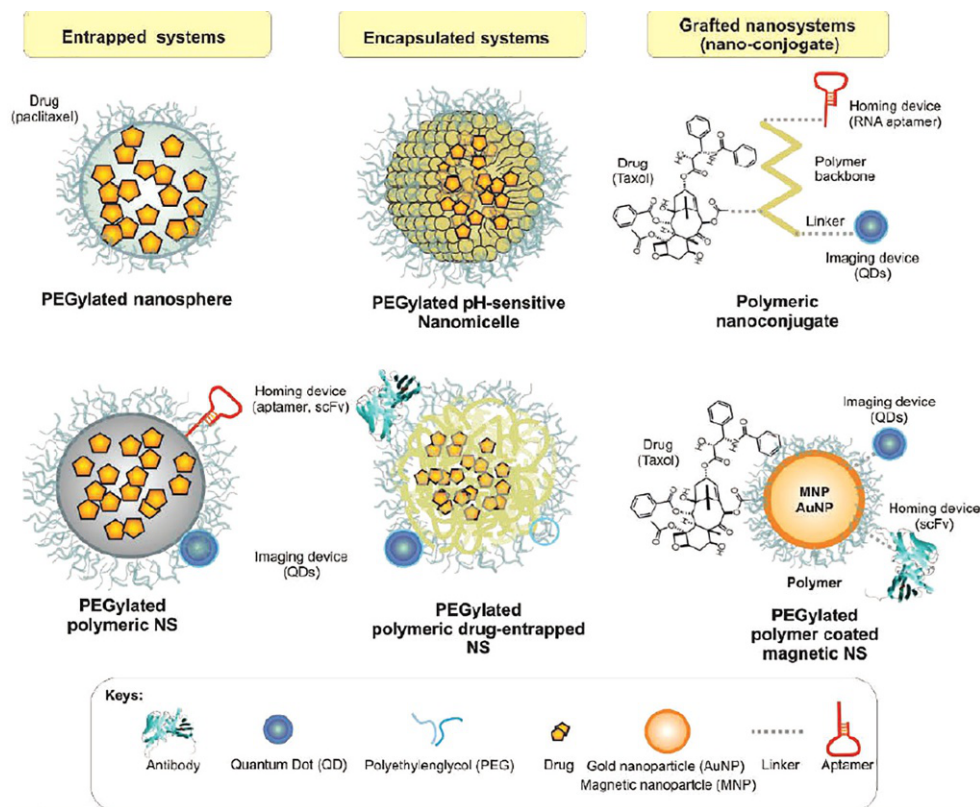 Entrapped systems
Encapsulated systems
Grafted nanosystems
(nano-conjogate)
Drug
(paclitaxel)
PEGylated nanosphere
PEGylated pH-sensitive
Nanomicelle
Homing device
(RNA aptamer)
Drug
(Taxol)
Polymer
backbone
Linker
Imaging device
(QDs)
Polymeric
nanoconjugate
Homing device
(aptamer, scFv)
Imaging device
(QDs)
PEGylated
polymeric NS
PEGylated
polymeric drug-entrapped
NS
Imaging device
(QDs)
Drug
(Taxol)
MNP
AuNP
Homing device
(scFv)
Polymer
PEGylated
polymer coated
magnetic NS
Keys:
Antibody
Quantum Dot (QD)
Polyethylenglycol (PEG)
Drug
Gold nanoparticle (AuNP)
Magnetic nanopartcle (MNP)
Linker
Aptamer